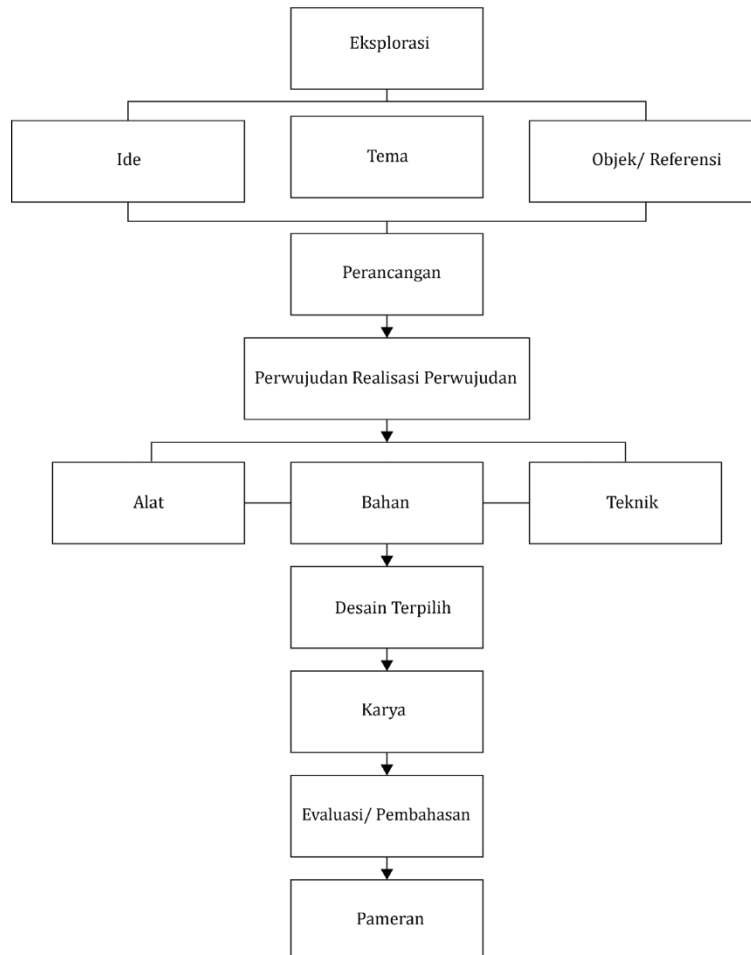 Eksplorasi
Ide
Tema
Objek/ Referensi
Perancangan
Perwujudan Realisasi Perwujudan
Alat
Bahan
Teknik
Desain Terpilih
Karya
Evaluasi/ Pembahasan
Pameran